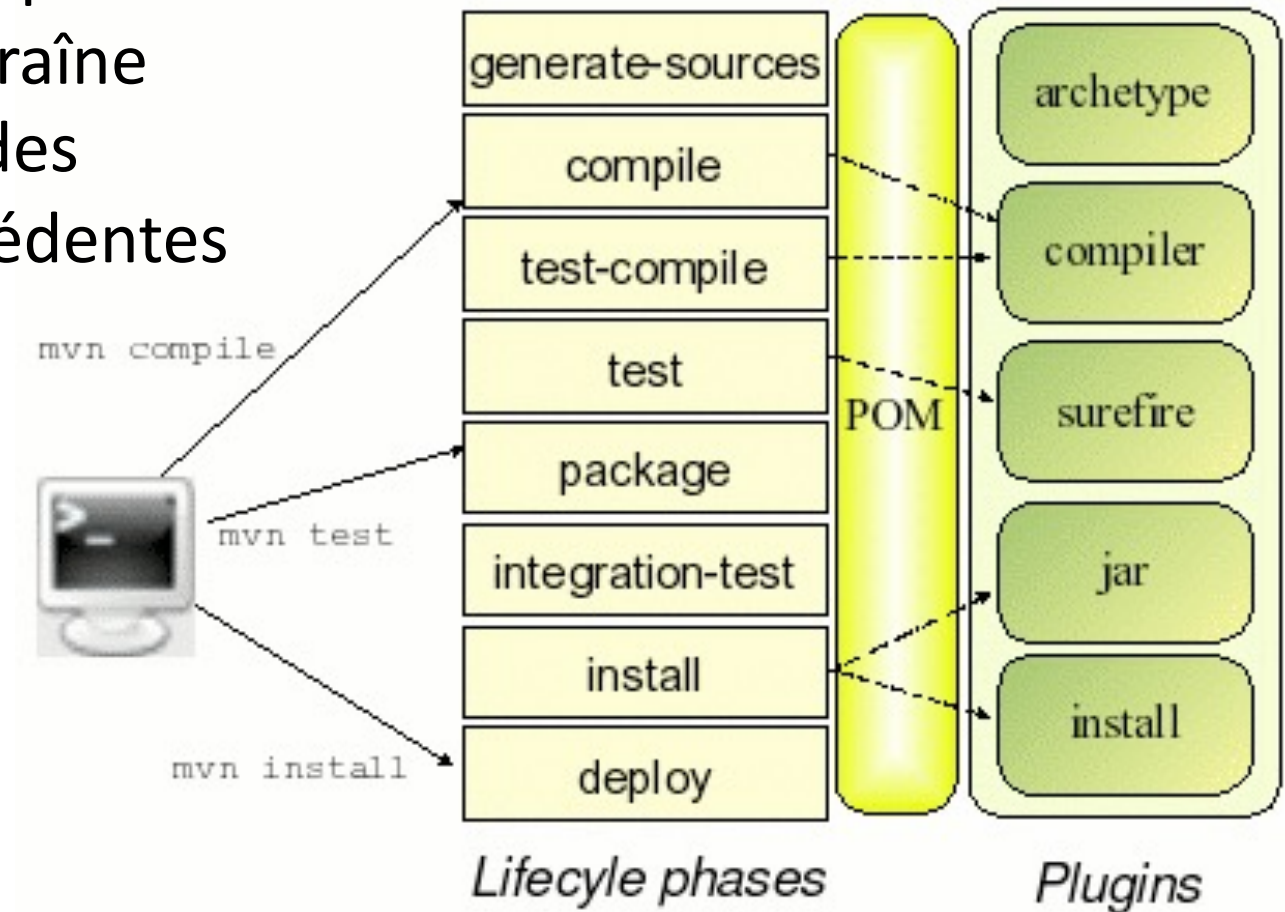 raîne
des
édentes
mvn compile
mvn test
mvn install
generate-sources
compile
test-compile
test
package
integration-test
install
deploy
Lifecyle phases
POM
archetype
compiler
surefire
jar
install
Plugins